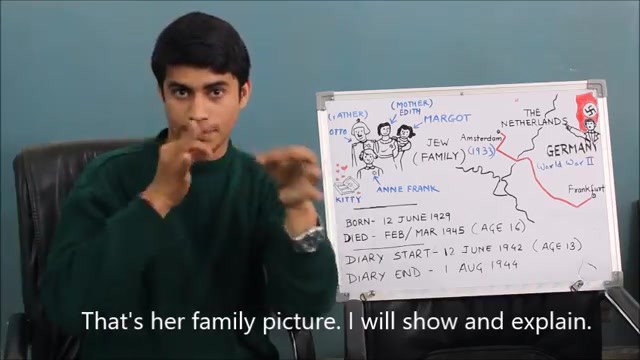 (FATHER)
OTTO
(MOTHER)
EDITH
MARGOT
KITTY
ANNE FRANK
JEW
(FAMILY)
THE
NETHERLANDS
Amsterdam
(1933)
GERMANY
World War II
Frankfurt
BORN- 12 JUNE 1929
DIED- FEB/MAR 1945 (AGE 16)
DIARY START- 12 JUNE 1942 (AGE 13)
DIARY END - 1 AUG 1944
That's her family picture. I will show and explain.